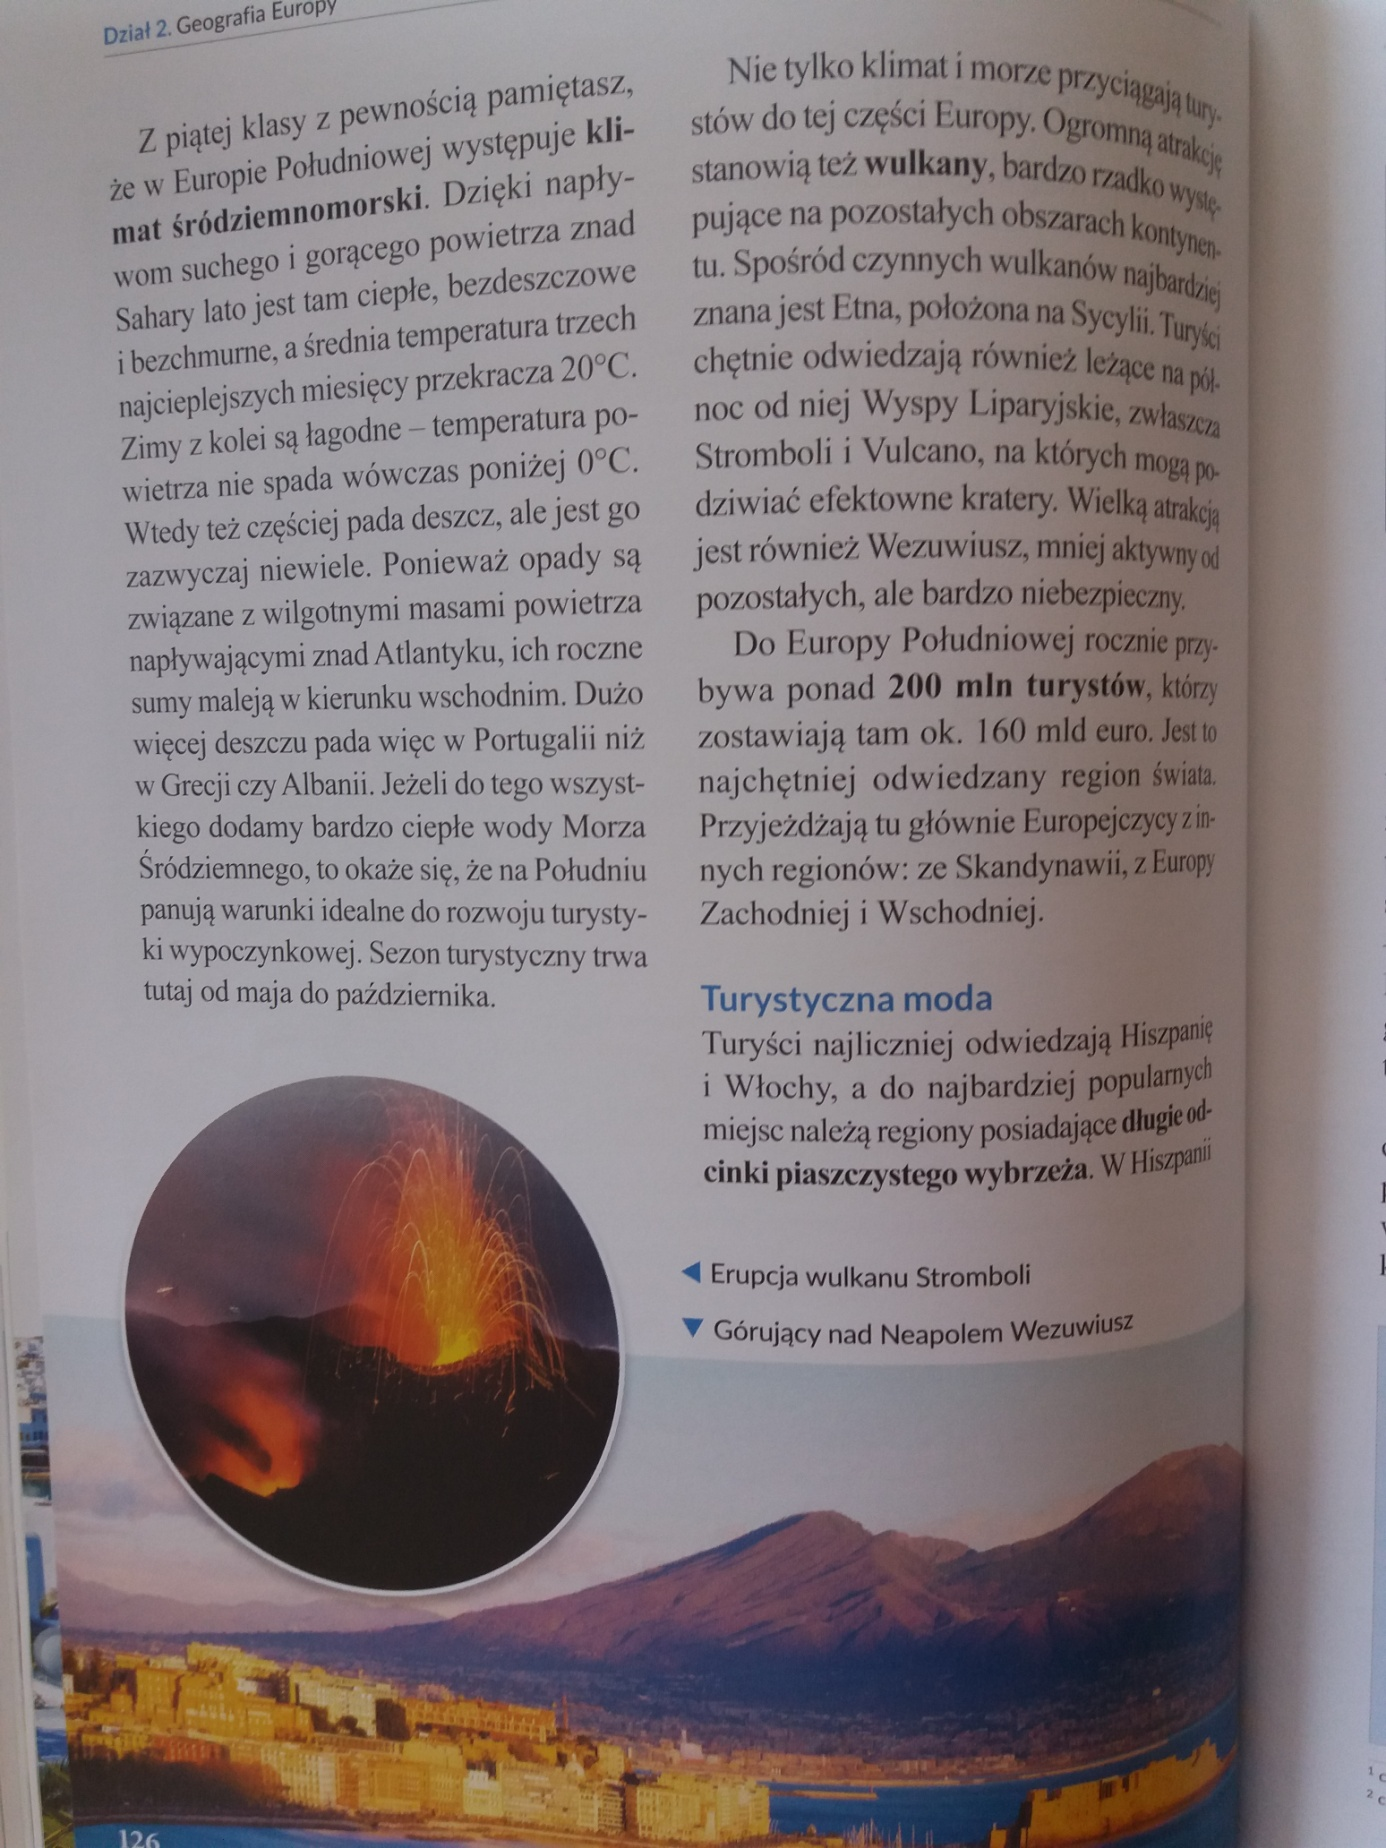 Dział 2. Geografia Europy
Z piątej klasy z pewnością pamiętasz,
że w Europie Południowej występuje kli-
mat śródziemnomorski. Dzięki napły-
wom suchego i gorącego powietrza znad
Sahary lato jest tam ciepłe, bezdeszczowe
i bezchmurne, a średnia temperatura trzech
najcieplejszych miesięcy przekracza 20°C.
Zimy z kolei są łagodne – temperatura po-
wietrza nie spada wówczas poniżej 0°C.
Wtedy też częściej pada deszcz, ale jest go
zazwyczaj niewiele. Ponieważ opady są
związane z wilgotnymi masami powietrza
napływającymi znad Atlantyku, ich roczne
sumy maleją w kierunku wschodnim. Dużo
więcej deszczu pada więc w Portugalii niż
w Grecji czy Albanii. Jeżeli do tego wszyst-
kiego dodamy bardzo ciepłe wody Morza
Śródziemnego, to okaże się, że na Południu
panują warunki idealne do rozwoju turysty-
ki wypoczynkowej. Sezon turystyczny trwa
tutaj od maja do października.
Nie tylko klimat i morze przyciągają tury-
stów do tej części Europy. Ogromną atrakcję
stanowią też wulkany, bardzo rzadko wystę-
pujące na pozostałych obszarach kontynen-
tu. Spośród czynnych wulkanów najbardziej
znana jest Etna, położona na Sycylii. Turyści
chętnie odwiedzają również leżące na pół-
noc od niej Wyspy Liparyjskie, zwłaszcza
Stromboli i Vulcano, na których mogą po-
dziwiać efektowne kratery. Wielką atrakcją
jest również Wezuwiusz, mniej aktywny od
pozostałych, ale bardzo niebezpieczny.
Do Europy Południowej rocznie przy-
bywa ponad 200 mln turystów, którzy
zostawiają tam ok. 160 mld euro. Jest to
najchętniej odwiedzany region świata.
Przyjeżdżają tu głównie Europejczycy z in-
nych regionów: ze Skandynawii, z Europy
Zachodniej i Wschodniej.
Turystyczna moda
Turyści najliczniej odwiedzają Hiszpanię
i Włochy, a do najbardziej popularnych
miejsc należą regiony posiadające długie od-
cinki piaszczystego wybrzeża. W Hiszpanii
◀ Erupcja wulkanu Stromboli
▼ Górujący nad Neapolem Wezuwiusz
126